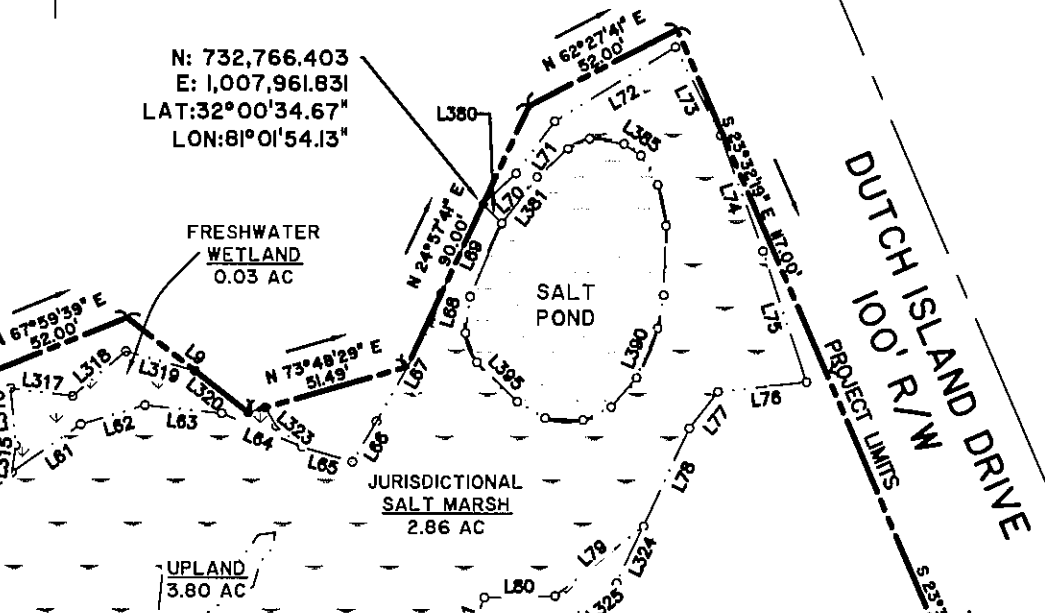 N: 732,766.403
E: 1,007,961.831
LAT:32°00'34.67"
LON:81°01'54.13"
N 62°27'41" E
52.00'
L72
L73
L380
L71
L385
L70
L381
S 23°32'19" E 117.00'
L74
DUTCH ISLAND DRIVE
100' R/W
N 24°57'41" E
90.00'
L69
FRESHWATER
WETLAND
0.03 AC
L68
SALT
POND
L75
N 67°59'39" E
52.00'
L9
L390
PROJECT LIMITS
N 73°48'29" E
51.49'
L67
L395
L317
L318
L319
L320
L76
L77
L315
L61
L62
L63
L64
L323
L65
L66
L78
JURISDICTIONAL
SALT MARSH
2.86 AC
UPLAND
3.80 AC
L79
L324
L80
L325